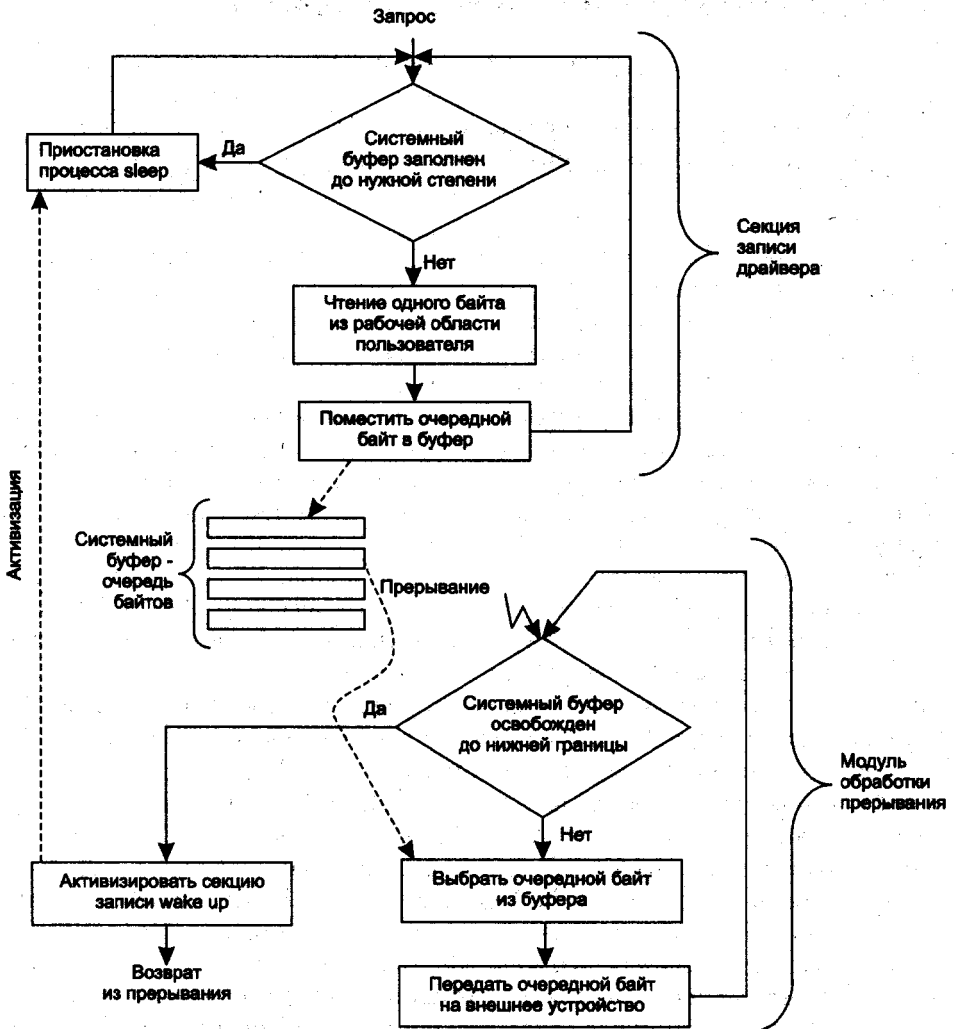 Запрос
Системный
буфер заполнен
до нужной степени
Да
Приостановка
процесса sleep
Нет
Чтение одного байта
из рабочей области
пользователя
Поместить очередной
байт в буфер
Секция
записи
драйвера
Активизация
Системный
буфер -
очередь
байтов
Прерывание
Системный буфер
освобожден
до нижней границы
Да
Нет
Модуль
обработки
прерывания
Активизировать секцию
записи wake up
Выбрать очередной байт
из буфера
Возврат
из прерывания
Передать очередной байт
на внешнее устройство